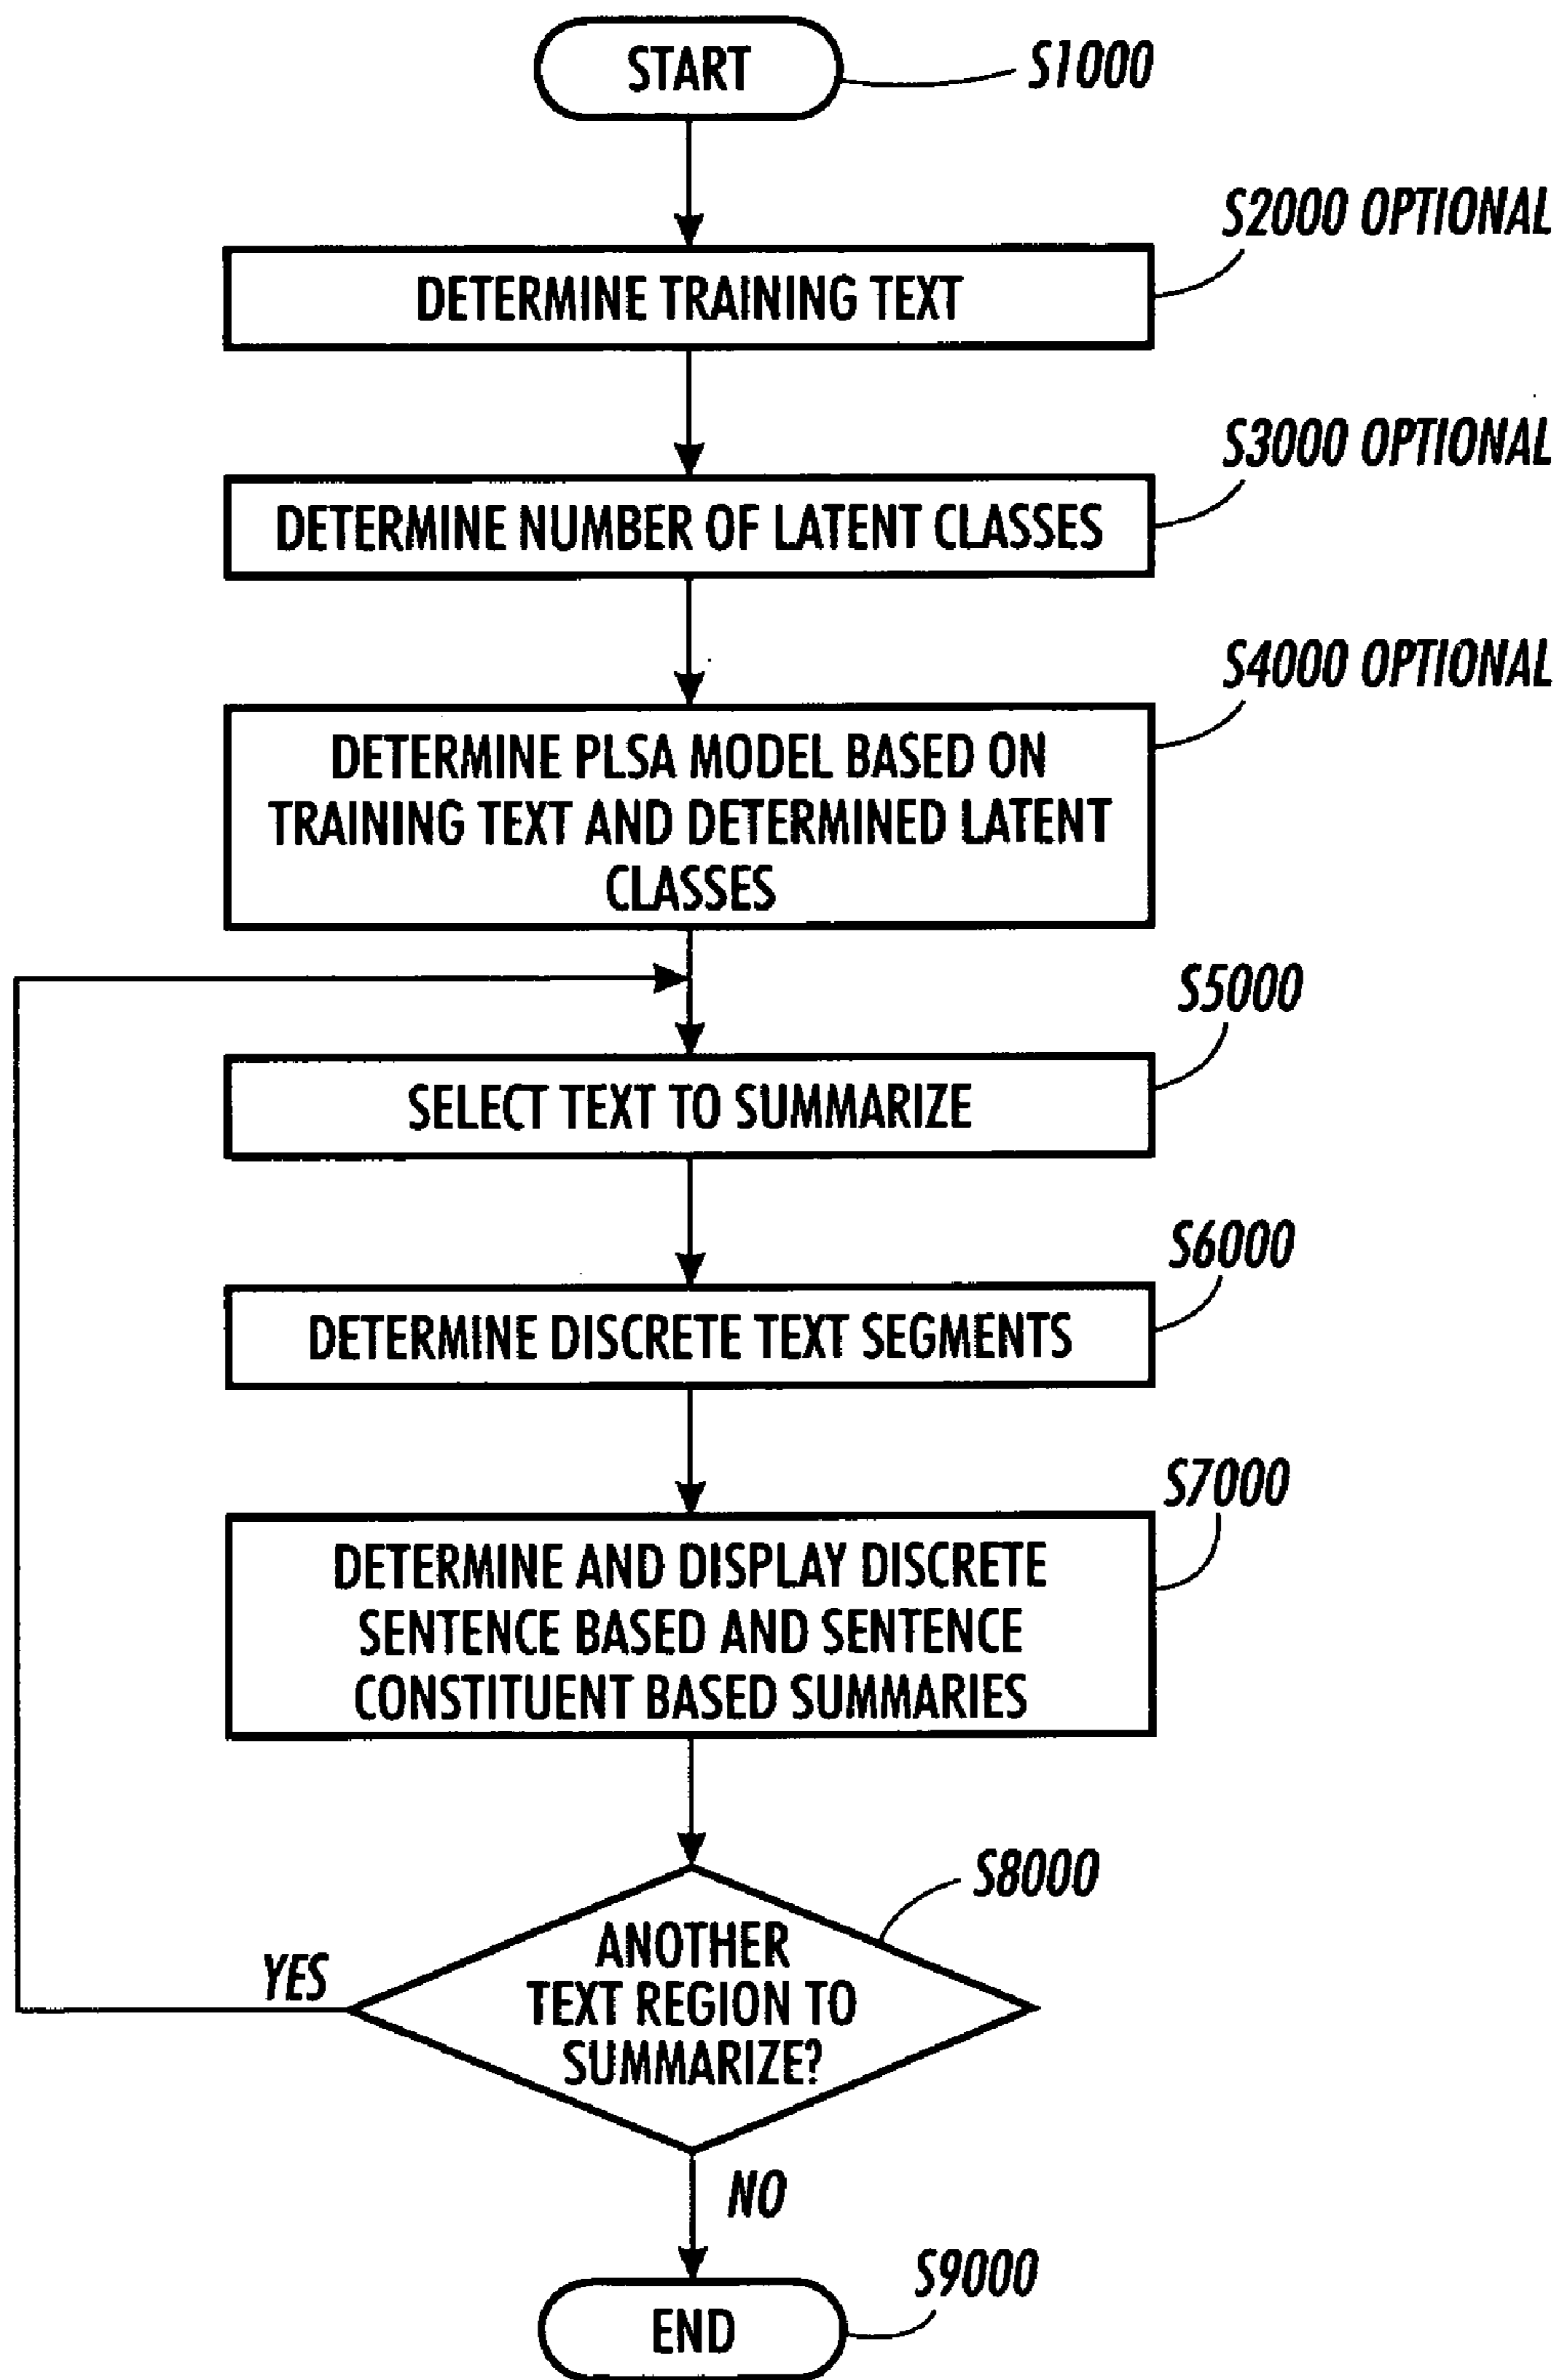 START
S1000
S2000 OPTIONAL
DETERMINE TRAINING TEXT
S3000 OPTIONAL
DETERMINE NUMBER OF LATENT CLASSES
S4000 OPTIONAL
DETERMINE PLSA MODEL BASED ON
TRAINING TEXT AND DETERMINED LATENT
CLASSES
S5000
SELECT TEXT TO SUMMARIZE
S6000
DETERMINE DISCRETE TEXT SEGMENTS
S7000
DETERMINE AND DISPLAY DISCRETE
SENTENCE BASED AND SENTENCE
CONSTITUENT BASED SUMMARIES
S8000
ANOTHER
TEXT REGION TO
SUMMARIZE?
YES
NO
S9000
END